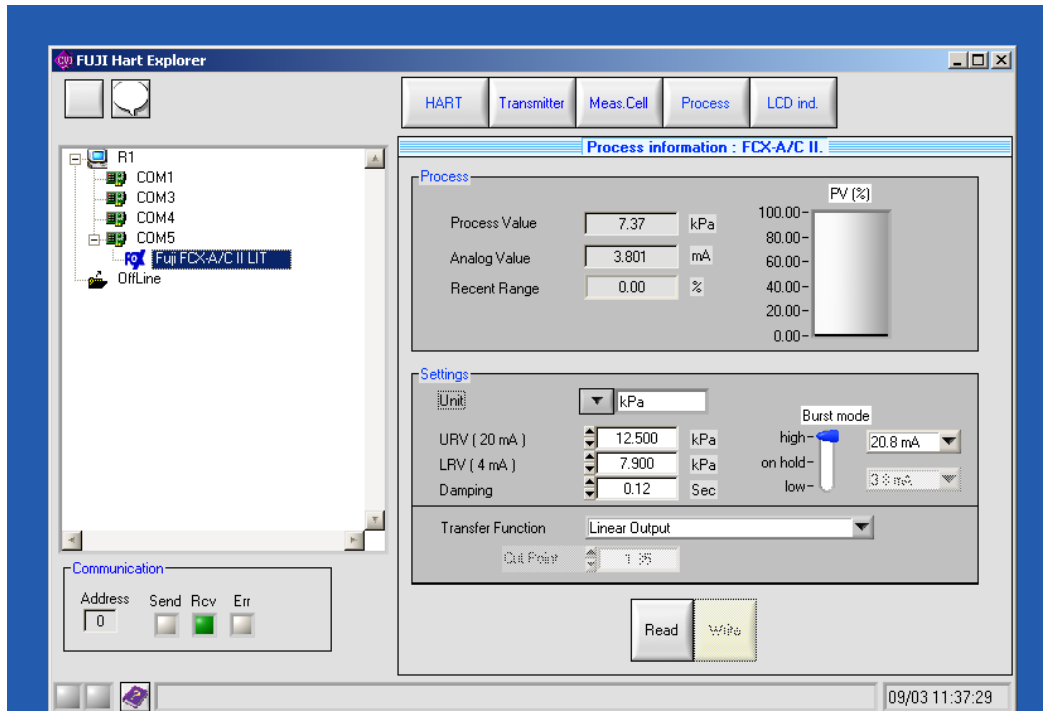 FUJI Hart Explorer
HART Transmitter Meas.Cell Process LCD ind.
Process information : FCX-A/C II.
R1
COM1
COM3
COM4
COM5
Fuji FCX-A/C II LIT
OffLine
Process
Process Value 7.37 kPa
Analog Value 3.801 mA
Recent Range 0.00 %
PV (%)
100.00
80.00
60.00
40.00
20.00
0.00
Settings
Unit kPa
URV ( 20 mA ) 12.500 kPa
LRV ( 4 mA ) 7.900 kPa
Damping 0.12 Sec
Burst mode
high 20.8 mA
on hold
low 3.8 mA
Transfer Function Linear Output
Cut Point
Read Write
Communication
Address Send Rcv Err
0
09/03 11:37:29